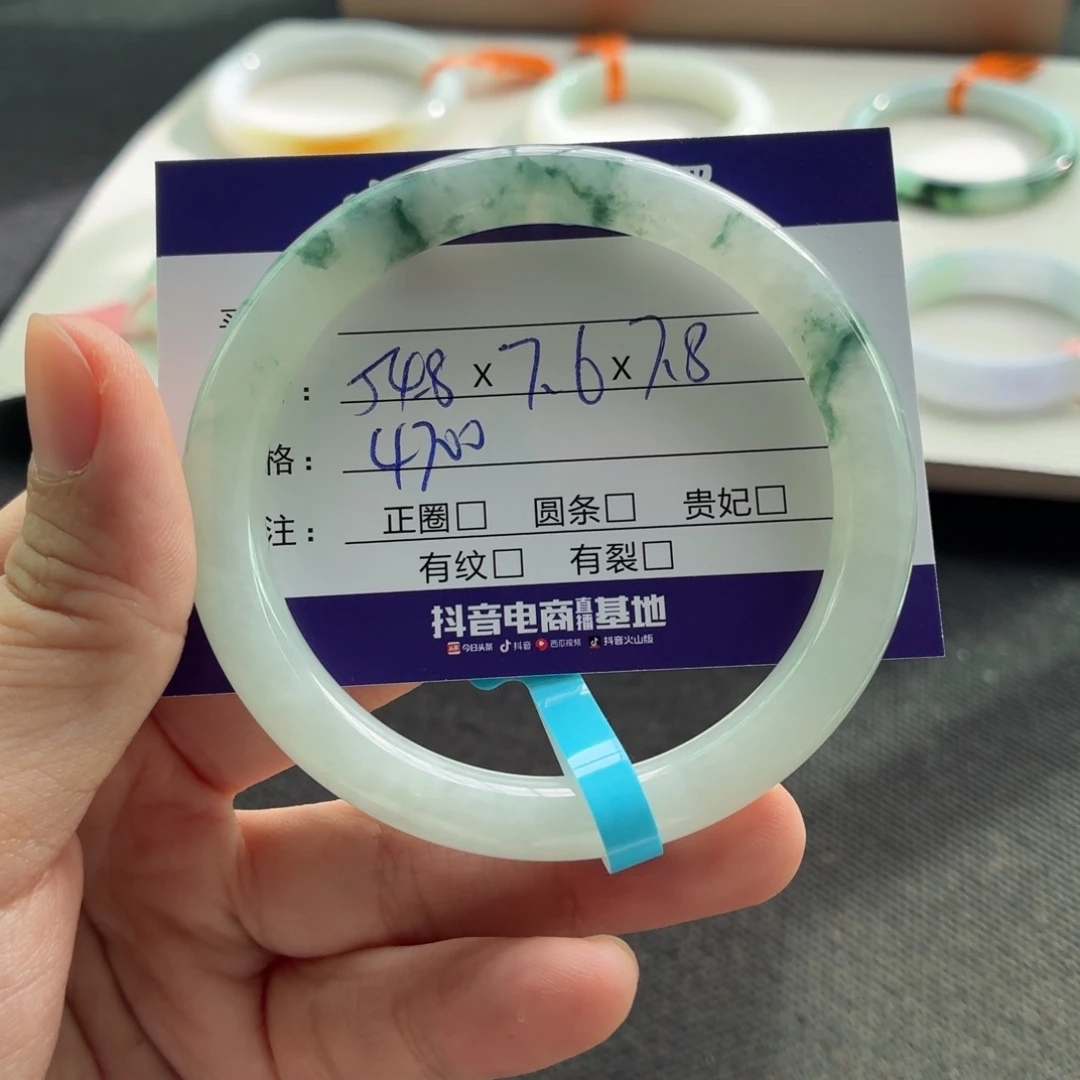 : 548 x 7.6 x 7.8
格: 4700
注: 正圈□ 圆条□ 贵妃□
有纹□ 有裂□
抖音电商直播基地
今日头条 抖音 西瓜视频 抖音火山版